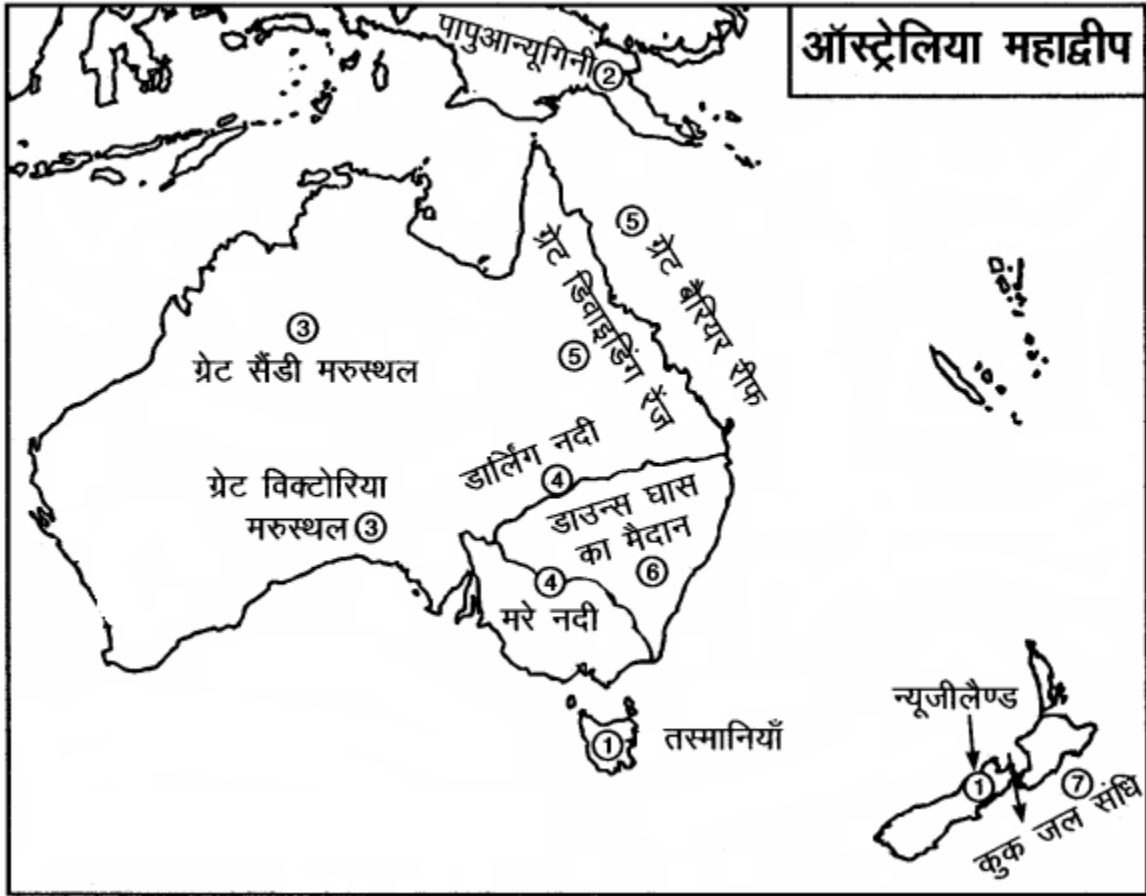 ऑस्ट्रेलिया महाद्वीप
पापुआन्यूगिनी ②
⑤ ग्रेट बैरियर रीफ
ग्रेट डिवाइडिंग रेंज
⑤
③
ग्रेट सैंडी मरुस्थल
डार्लिंग नदी
④
ग्रेट विक्टोरिया
मरुस्थल ③
डाउन्स घास
का मैदान
⑥
④
मरे नदी
① तस्मानियाँ
न्यूजीलैण्ड
①
⑦
कुक जल संधि